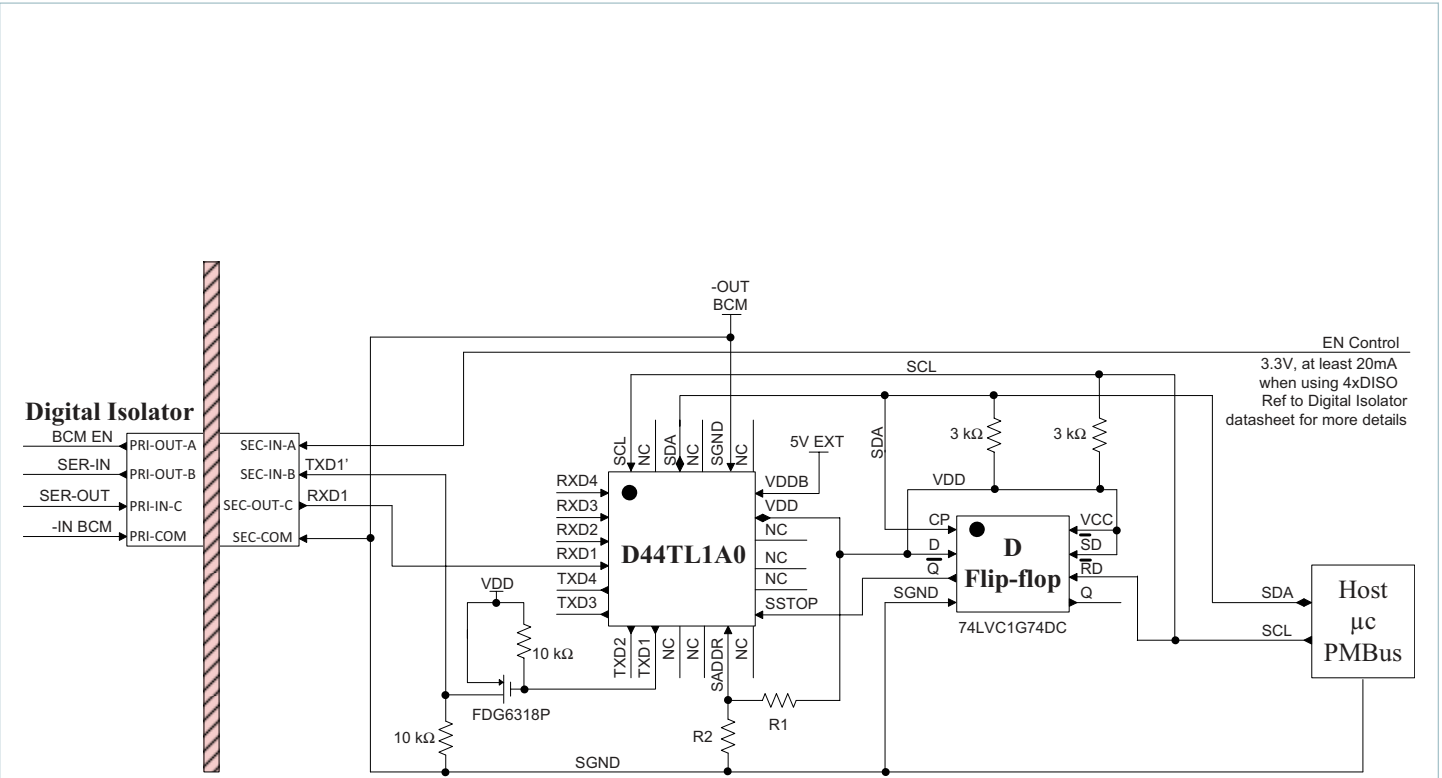 -OUT
BCM
EN Control
3.3V, at least 20mA
when using 4xDISO
Ref to Digital Isolator
datasheet for more details
SCL
Digital Isolator
BCM EN
PRI-OUT-A
SEC-IN-A
SER-IN
PRI-OUT-B
SEC-IN-B
TXD1'
SER-OUT
PRI-IN-C
SEC-OUT-C
RXD1
-IN BCM
PRI-COM
SEC-COM
SCL
NC
SDA
NC
SGND
NC
5V EXT
SDA
3 kΩ
3 kΩ
RXD4
RXD3
RXD2
RXD1
TXD4
TXD3
D44TL1A0
VDDB
VDD
NC
NC
NC
SSTOP
TXD2
TXD1
NC
NC
SADDR
NC
VDD
CP
D
Q
SGND
D
Flip-flop
VCC
SD
RD
Q
74LVC1G74DC
VDD
10 kΩ
FDG6318P
10 kΩ
R1
R2
SGND
SDA
SCL
Host
µc
PMBus